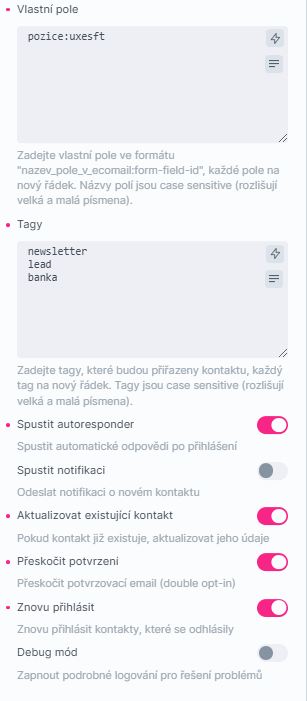 Vlastní pole
pozice:uxesft
Zadejte vlastní pole ve formátu
"nazev_pole_v_ecomail:form-field-id", každé pole na
nový řádek. Názvy polí jsou case sensitive (rozlišují
velká a malá písmena).
Tagy
newsletter
lead
banka
Zadejte tagy, které budou přiřazeny kontaktu, každý
tag na nový řádek. Tagy jsou case sensitive (rozlišují
velká a malá písmena).
Spustit autoresponder
Spustit automatické odpovědi po přihlášení
Spustit notifikaci
Odeslat notifikaci o novém kontaktu
Aktualizovat existující kontakt
Pokud kontakt již existuje, aktualizovat jeho údaje
Přeskočit potvrzení
Přeskočit potvrzovací email (double opt-in)
Znovu přihlásit
Znovu přihlásit kontakty, které se odhlásily
Debug mód
Zapnout podrobné logování pro řešení problémů